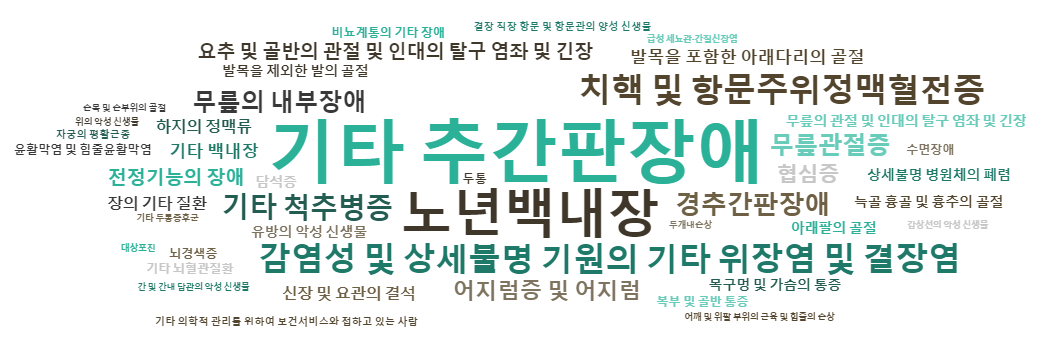 결장 직장 항문 및 항문관의 양성 신생물
비뇨계통의 기타 장애
급성 세뇨관-간질신장염
요추 및 골반의 관절 및 인대의 탈구 염좌 및 긴장
발목을 포함한 아래다리의 골절
발목을 제외한 발의 골절
치핵 및 항문주위정맥혈전증
무릎의 내부장애
손목 및 손부위의 골절
위의 악성 신생물
하지의 정맥류
무릎의 관절 및 인대의 탈구 염좌 및 긴장
자궁의 평활근종
기타 추간판장애
윤활막염 및 힘줄윤활막염
기타 백내장
무릎관절증
수면장애
전정기능의 장애
담석증
두통
협심증
상세불명 병원체의 폐렴
장의 기타 질환
기타 척추병증
노년백내장
경추간판장애
늑골 흉골 및 흉추의 골절
기타 두통증후군
유방의 악성 신생물
두개내손상
아래팔의 골절
갑상선의 악성 신생물
대상포진
뇌경색증
감염성 및 상세불명 기원의 기타 위장염 및 결장염
기타 뇌혈관질환
간 및 간내 담관의 악성 신생물
신장 및 요관의 결석
어지럼증 및 어지럼
목구멍 및 가슴의 통증
복부 및 골반 통증
기타 의학적 관리를 위하여 보건서비스와 접하고 있는 사람
어깨 및 위팔 부위의 근육 및 힘줄의 손상